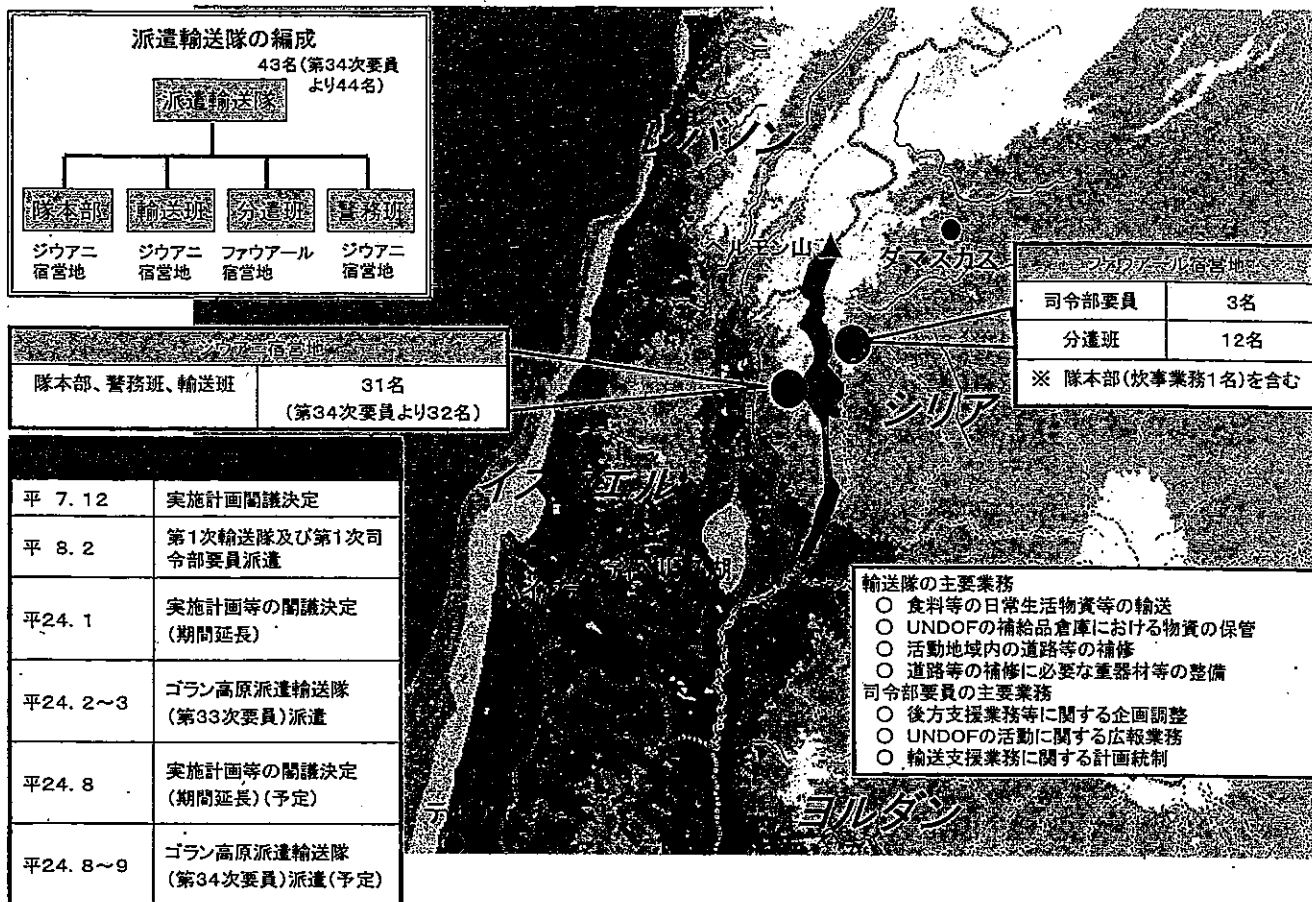 派遣輸送隊の編成
43名(第34次要員
より44名)
派遣輸送隊
隊本部
輸送班
分遣班
警務班
ジウアニ
宿営地
ジウアニ
宿営地
ファウアール
宿営地
ジウアニ
宿営地
レバノン
ヘルモン山
ダマスカス
ファウアール宿営地
司令部要員 3名
分遣班 12名
※ 隊本部(炊事業務1名)を含む
宿営地
隊本部、警務班、輸送班 31名
(第34次要員より32名)
シリア
平 7.12 実施計画閣議決定
平 8.2 第1次輸送隊及び第1次司
令部要員派遣
平24.1 実施計画等の閣議決定
(期間延長)
平24.2~3 ゴラン高原派遣輸送隊
(第33次要員)派遣
平24.8 実施計画等の閣議決定
(期間延長)(予定)
平24.8~9 ゴラン高原派遣輸送隊
(第34次要員)派遣(予定)
輸送隊の主要業務
○ 食料等の日常生活物資等の輸送
○ UNDOFの補給品倉庫における物資の保管
○ 活動地域内の道路等の補修
○ 道路等の補修に必要な重器材等の整備
司令部要員の主要業務
○ 後方支援業務等に関する企画調整
○ UNDOFの活動に関する広報業務
○ 輸送支援業務に関する計画統制
ヨルダン